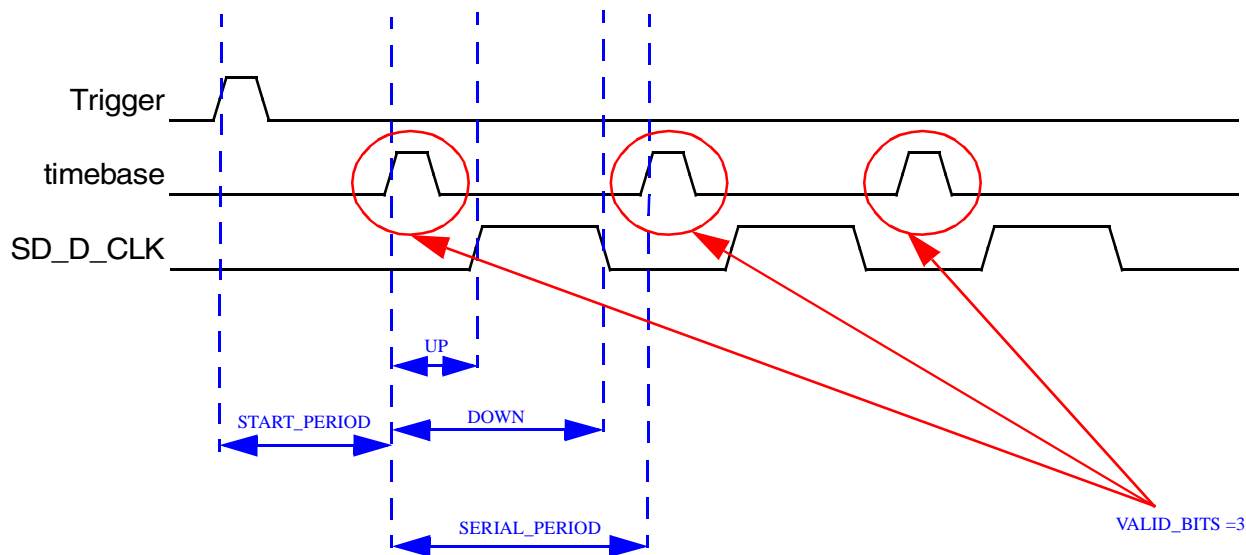 Trigger
timebase
SD_D_CLK
UP
START_PERIOD
DOWN
SERIAL_PERIOD
VALID_BITS =3